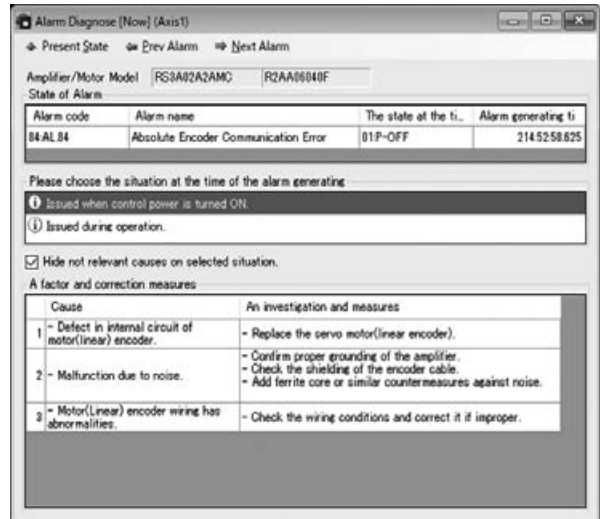 Alarm Diagnose [Now] (Axis1)
Present State Prev Alarm Next Alarm
Amplifier/Motor Model RS3A02A2AMC R2AA06040F
State of Alarm
Alarm code Alarm name The state at the ti... Alarm generating ti
84:AL.84 Absolute Encoder Communication Error 01:P-OFF 214:52:58.625
Please choose the situation at the time of the alarm generating
Issued when control power is turned ON.
Issued during operation.
Hide not relevant causes on selected situation.
A factor and correction measures
Cause An investigation and measures
1 - Defect in internal circuit of
motor(linear) encoder. - Replace the servo motor(linear encoder).
2 - Malfunction due to noise. - Confirm proper grounding of the amplifier.
- Check the shielding of the encoder cable.
- Add ferrite core or similar countermeasures against noise.
3 - Motor(Linear) encoder wiring has
abnormalities. - Check the wiring conditions and correct it if improper.